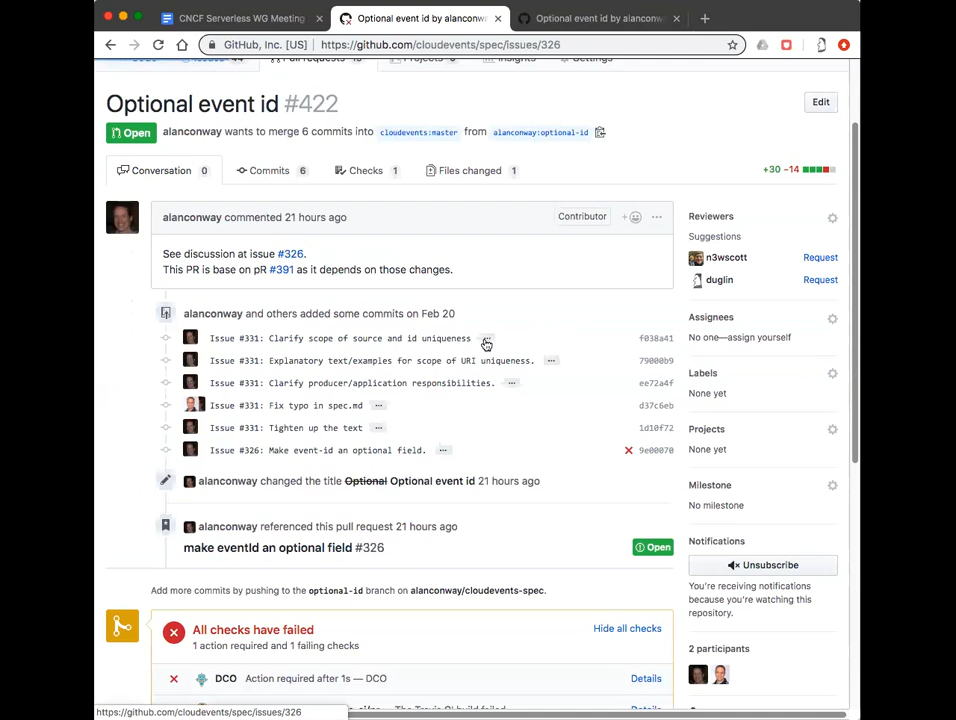 CNCF Serverless WG Meeting
Optional event id by alanconw
Optional event id by alanconw
GitHub, Inc. [US] https://github.com/cloudevents/spec/issues/326
Optional event id #422
Edit
Open alanconway wants to merge 6 commits into cloudevents:master from alanconway:optional-id
Conversation 0 Commits 6 Checks 1 Files changed 1
+30 −14
alanconway commented 21 hours ago
Contributor
See discussion at issue #326.
This PR is base on pR #391 as it depends on those changes.
alanconway and others added some commits on Feb 20
Issue #331: Clarify scope of source and id uniqueness f038a41
Issue #331: Explanatory text/examples for scope of URI uniqueness. 79000b9
Issue #331: Clarify producer/application responsibilities. ee72a4f
Issue #331: Fix typo in spec.md d37c6eb
Issue #331: Tighten up the text 1d10f72
Issue #326: Make event-id an optional field. 9e00070
alanconway changed the title Optional Optional event id 21 hours ago
alanconway referenced this pull request 21 hours ago
make eventId an optional field #326
Open
Add more commits by pushing to the optional-id branch on alanconway/cloudevents-spec.
All checks have failed
Hide all checks
1 action required and 1 failing checks
DCO Action required after 1s — DCO
Details
Reviewers
Suggestions
n3wscott Request
duglin Request
Assignees
No one—assign yourself
Labels
None yet
Projects
None yet
Milestone
No milestone
Notifications
Unsubscribe
You're receiving notifications
because you're watching this
repository.
2 participants
https://github.com/cloudevents/spec/issues/326